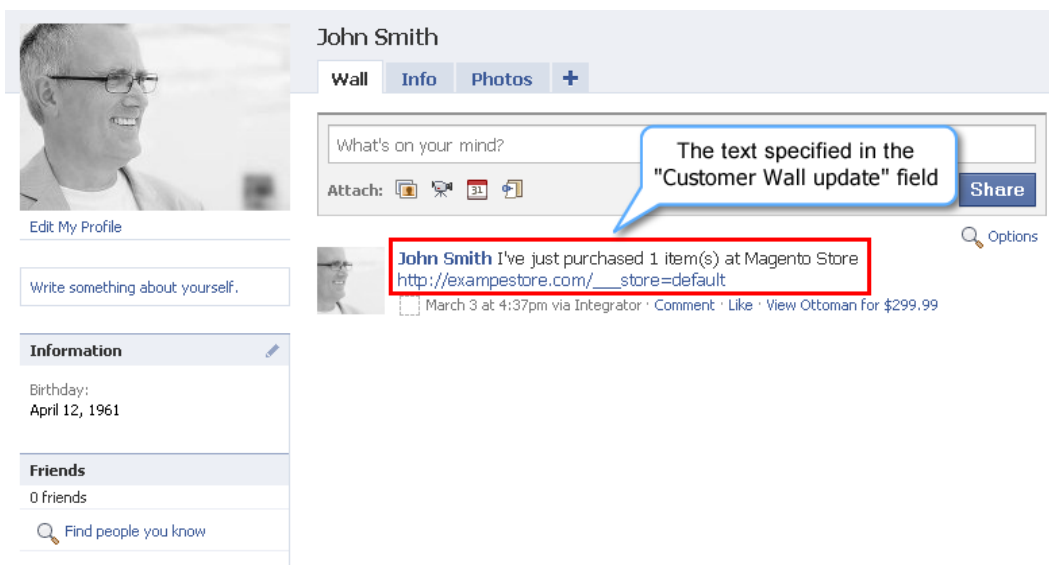 John Smith
Wall Info Photos +
What's on your mind?
The text specified in the
"Customer Wall update" field
Attach: 31
Share
Options
John Smith I've just purchased 1 item(s) at Magento Store
http://exampestore.com/___store=default
March 3 at 4:37pm via Integrator · Comment · Like · View Ottoman for $299.99
Edit My Profile
Write something about yourself.
Information
Birthday:
April 12, 1961
Friends
0 friends
Find people you know